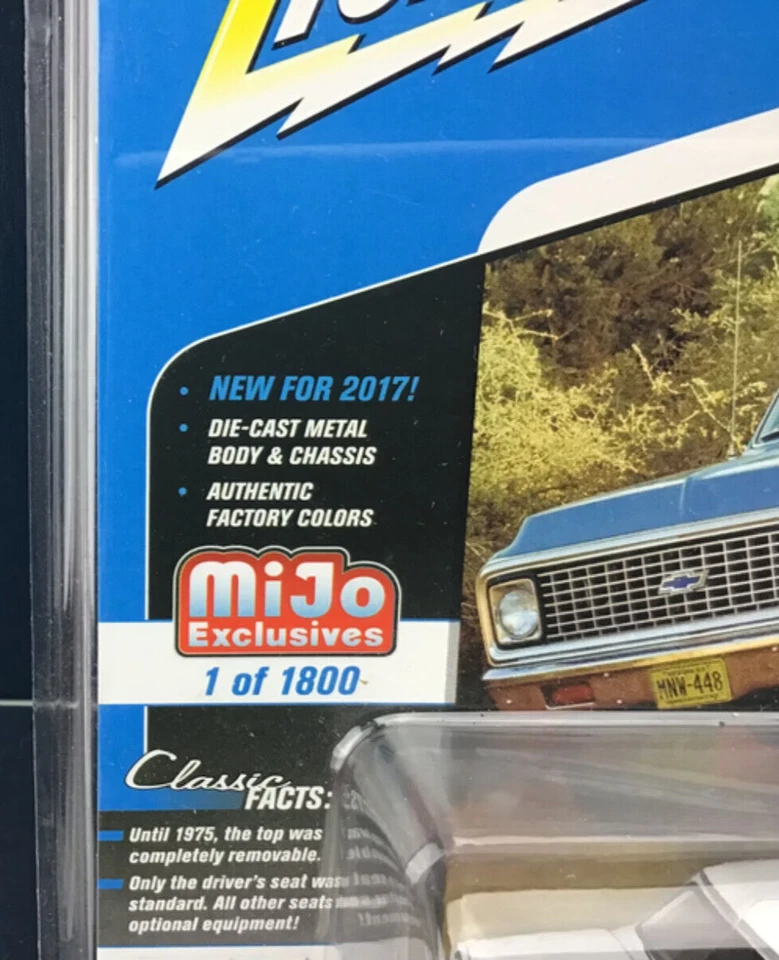 NEW FOR 2017!
DIE-CAST METAL
BODY & CHASSIS
AUTHENTIC
FACTORY COLORS
MiJo
Exclusives
1 of 1800
MNW-448
Classic
FACTS:
Until 1975, the top was
completely removable.
Only the driver's seat was
standard. All other seats
optional equipment!